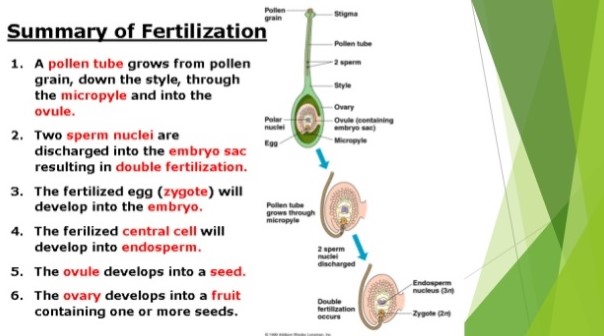 Summary of Fertilization
1. A pollen tube grows from pollen
grain, down the style, through
the micropyle and into the
ovule.
2. Two sperm nuclei are
discharged into the embryo sac
resulting in double fertilization.
3. The fertilized egg (zygote) will
develop into the embryo.
4. The ferilized central cell will
develop into endosperm.
5. The ovule develops into a seed.
6. The ovary develops into a fruit
containing one or more seeds.
Pollen
grain
Stigma
Pollen tube
2 sperm
Style
Ovary
Polar
nuclei
Ovule (containing
embryo sac)
Egg
Micropyle
Pollen tube
grows through
micropyle
2 sperm
nuclei
discharged
Endosperm
nucleus (3n)
Double
fertilization
occurs
Zygote (2n)